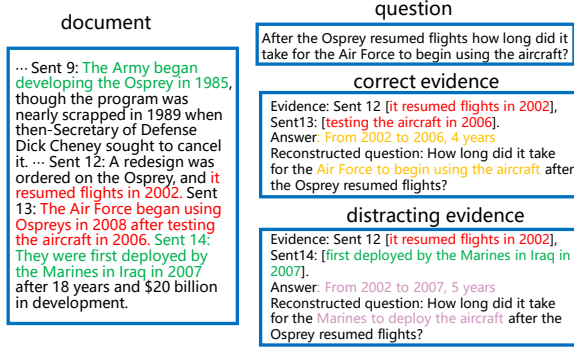 document
··· Sent 9: The Army began
developing the Osprey in 1985,
though the program was
nearly scrapped in 1989 when
then-Secretary of Defense
Dick Cheney sought to cancel
it. ··· Sent 12: A redesign was
ordered on the Osprey, and it
resumed flights in 2002. Sent
13: The Air Force began using
Ospreys in 2008 after testing
the aircraft in 2006. Sent 14:
They were first deployed by
the Marines in Iraq in 2007
after 18 years and $20 billion
in development.
question
After the Osprey resumed flights how long did it
take for the Air Force to begin using the aircraft?
correct evidence
Evidence: Sent 12 [it resumed flights in 2002],
Sent13: [testing the aircraft in 2006].
Answer: From 2002 to 2006, 4 years
Reconstructed question: How long did it take
for the Air Force to begin using the aircraft after
the Osprey resumed flights?
distracting evidence
Evidence: Sent 12 [it resumed flights in 2002],
Sent14: [first deployed by the Marines in Iraq in
2007].
Answer: From 2002 to 2007, 5 years
Reconstructed question: How long did it take
for the Marines to deploy the aircraft after the
Osprey resumed flights?